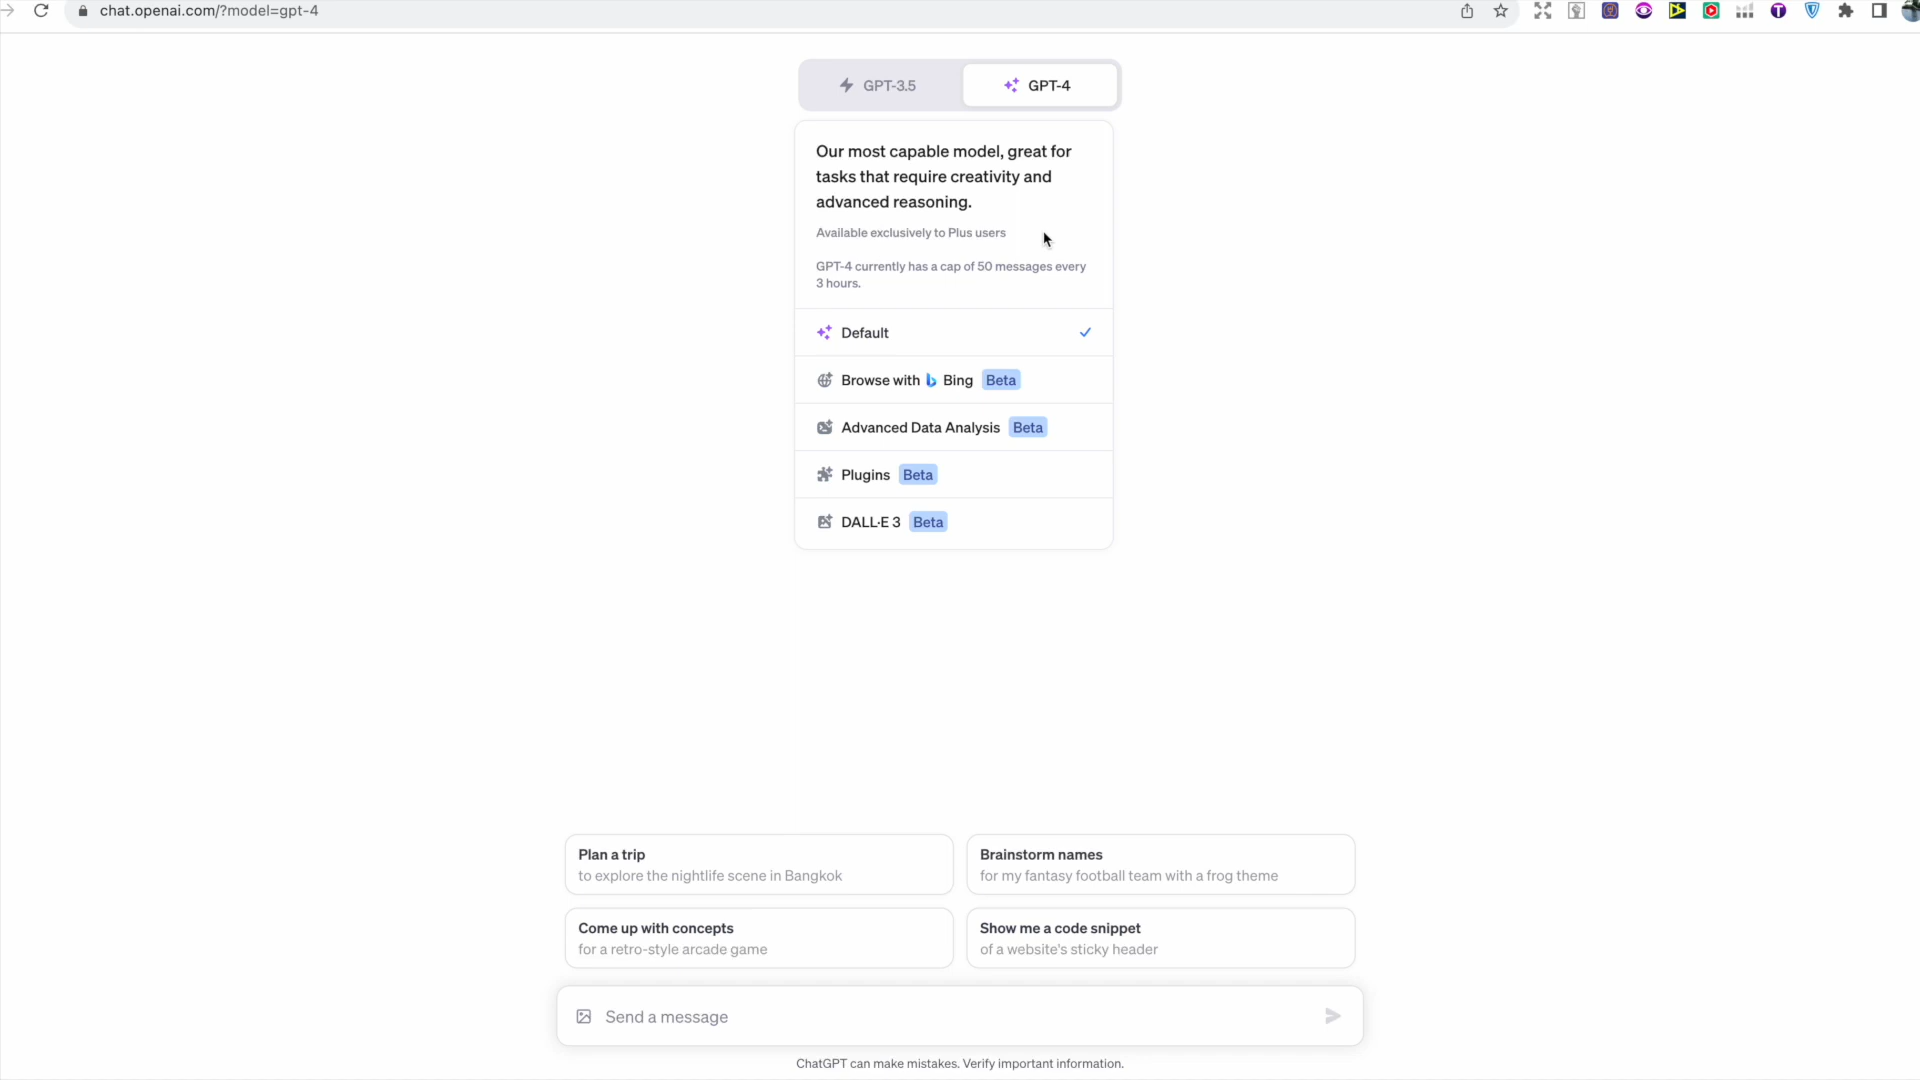 chat.openai.com/?model=gpt-4
GPT-3.5
GPT-4
Our most capable model, great for
tasks that require creativity and
advanced reasoning.
Available exclusively to Plus users
GPT-4 currently has a cap of 50 messages every
3 hours.
Default
Browse with Bing Beta
Advanced Data Analysis Beta
Plugins Beta
DALL·E 3 Beta
Plan a trip
to explore the nightlife scene in Bangkok
Brainstorm names
for my fantasy football team with a frog theme
Come up with concepts
for a retro-style arcade game
Show me a code snippet
of a website's sticky header
Send a message
ChatGPT can make mistakes. Verify important information.